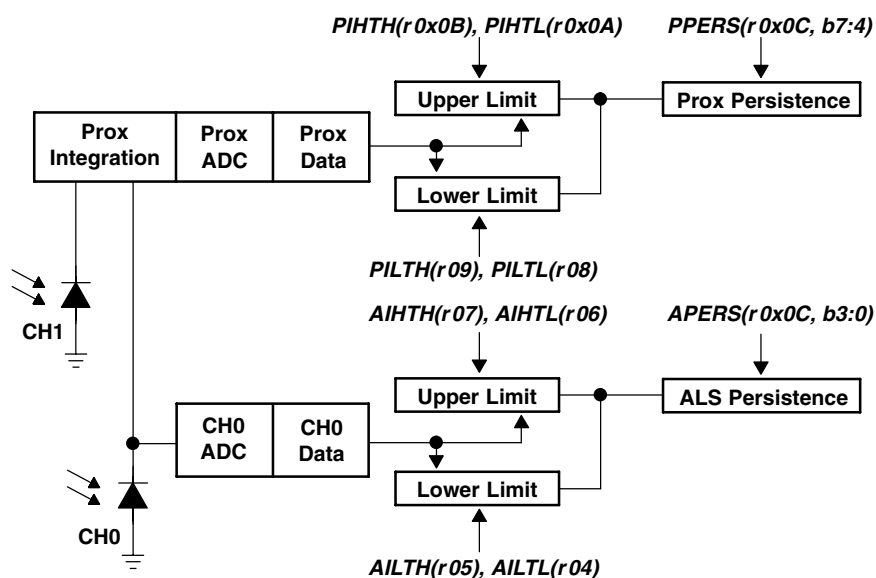 PIHTH(r0x0B), PIHTL(r0x0A)
PPERS(r0x0C, b7:4)
Upper Limit
Prox Persistence
Prox Integration
Prox ADC
Prox Data
Lower Limit
PILTH(r09), PILTL(r08)
CH1
AIHTH(r07), AIHTL(r06)
APERS(r0x0C, b3:0)
Upper Limit
ALS Persistence
CH0 ADC
CH0 Data
Lower Limit
CH0
AILTH(r05), AILTL(r04)